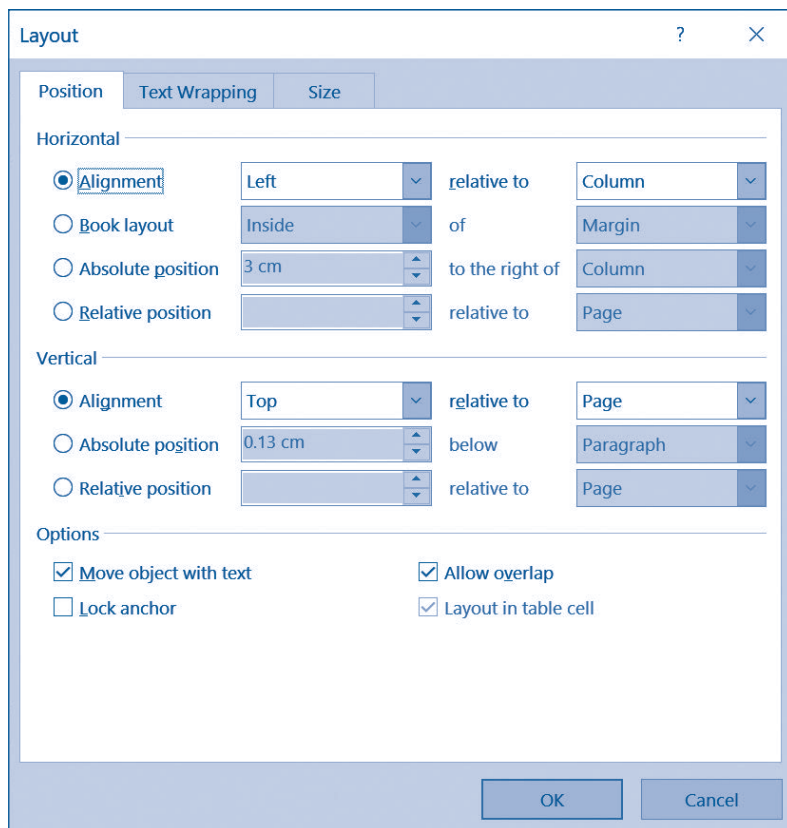 Layout ?
Position Text Wrapping Size
Horizontal
Alignment Left relative to Column
Book layout Inside of Margin
Absolute position 3 cm to the right of Column
Relative position relative to Page
Vertical
Alignment Top relative to Page
Absolute position 0.13 cm below Paragraph
Relative position relative to Page
Options
Move object with text Allow overlap
Lock anchor Layout in table cell
OK Cancel